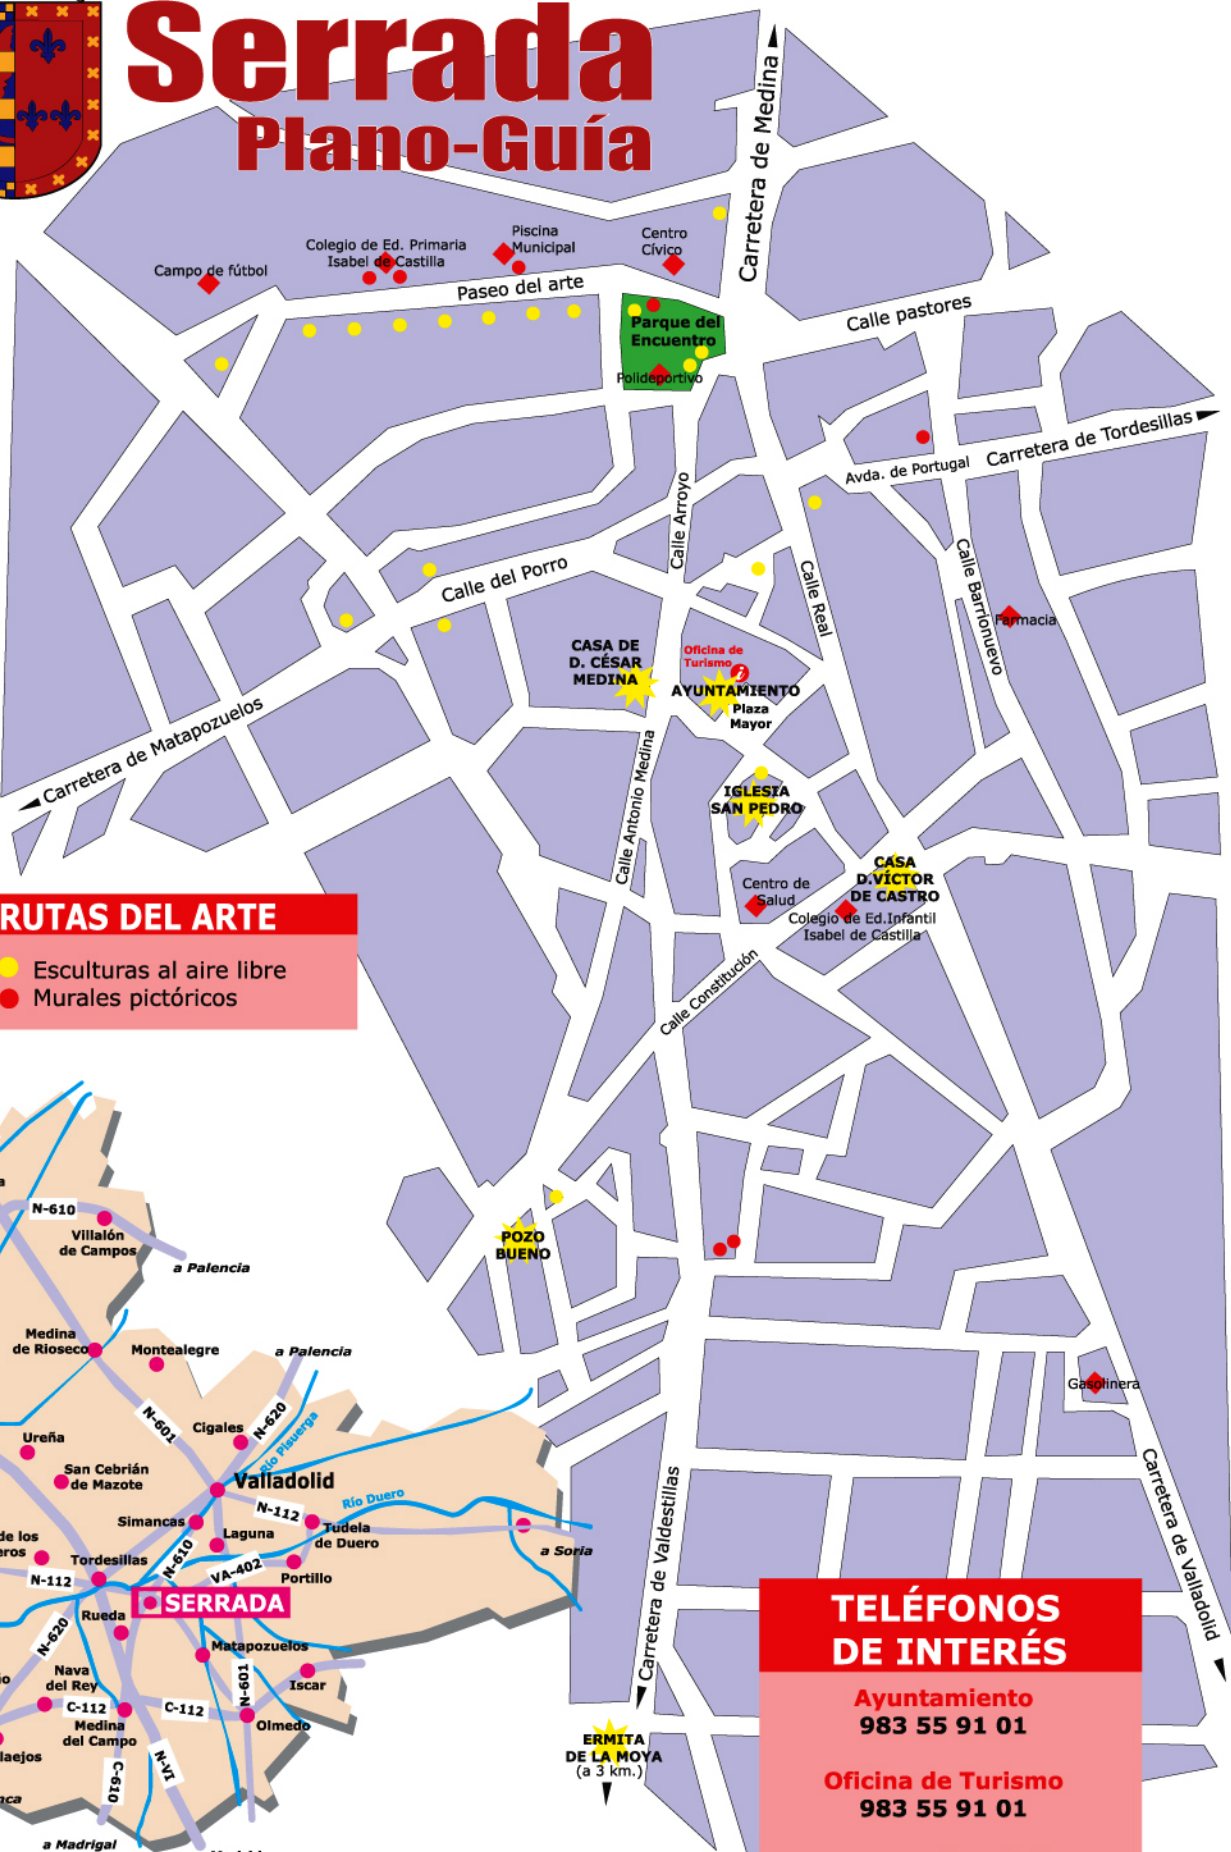 Serrada
Plano-Guía
Carretera de Medina
Campo de fútbol
Colegio de Ed. Primaria
Isabel de Castilla
Piscina
Municipal
Centro
Cívico
Paseo del arte
Parque del
Encuentro
Polideportivo
Calle pastores
Carretera de Tordesillas
Avda. de Portugal
Calle Arroyo
Calle del Porro
Calle Real
Calle Barrionuevo
Farmacia
CASA DE
D. CÉSAR
MEDINA
Oficina de
Turismo
i
AYUNTAMIENTO
Plaza
Mayor
Carretera de Matapozuelos
Calle Antonio Medina
IGLESIA
SAN PEDRO
CASA
D.VÍCTOR
DE CASTRO
Centro de
Salud
Colegio de Ed.Infantil
Isabel de Castilla
Calle Constitución
RUTAS DEL ARTE
Esculturas al aire libre
Murales pictóricos
POZO
BUENO
Gasolinera
Carretera de Valdestillas
Carretera de Valladolid
ERMITA
DE LA MOYA
(a 3 km.)
N-610
Villalón
de Campos
a Palencia
Medina
de Rioseco
Montealegre
a Palencia
N-601
Cigales
N-620
Río Pisuerga
Ureña
San Cebrián
de Mazote
Valladolid
N-112
Río Duero
Simancas
Laguna
Tudela
de Duero
a Soria
de los
eros
Tordesillas
N-610
VA-402
Portillo
N-112
SERRADA
Rueda
N-620
Matapozuelos
Nava
del Rey
N-601
Iscar
C-112
C-112
Medina
del Campo
Olmedo
laejos
N-VI
C-610
nca
a Madrigal
TELÉFONOS
DE INTERÉS
Ayuntamiento
983 55 91 01
Oficina de Turismo
983 55 91 01